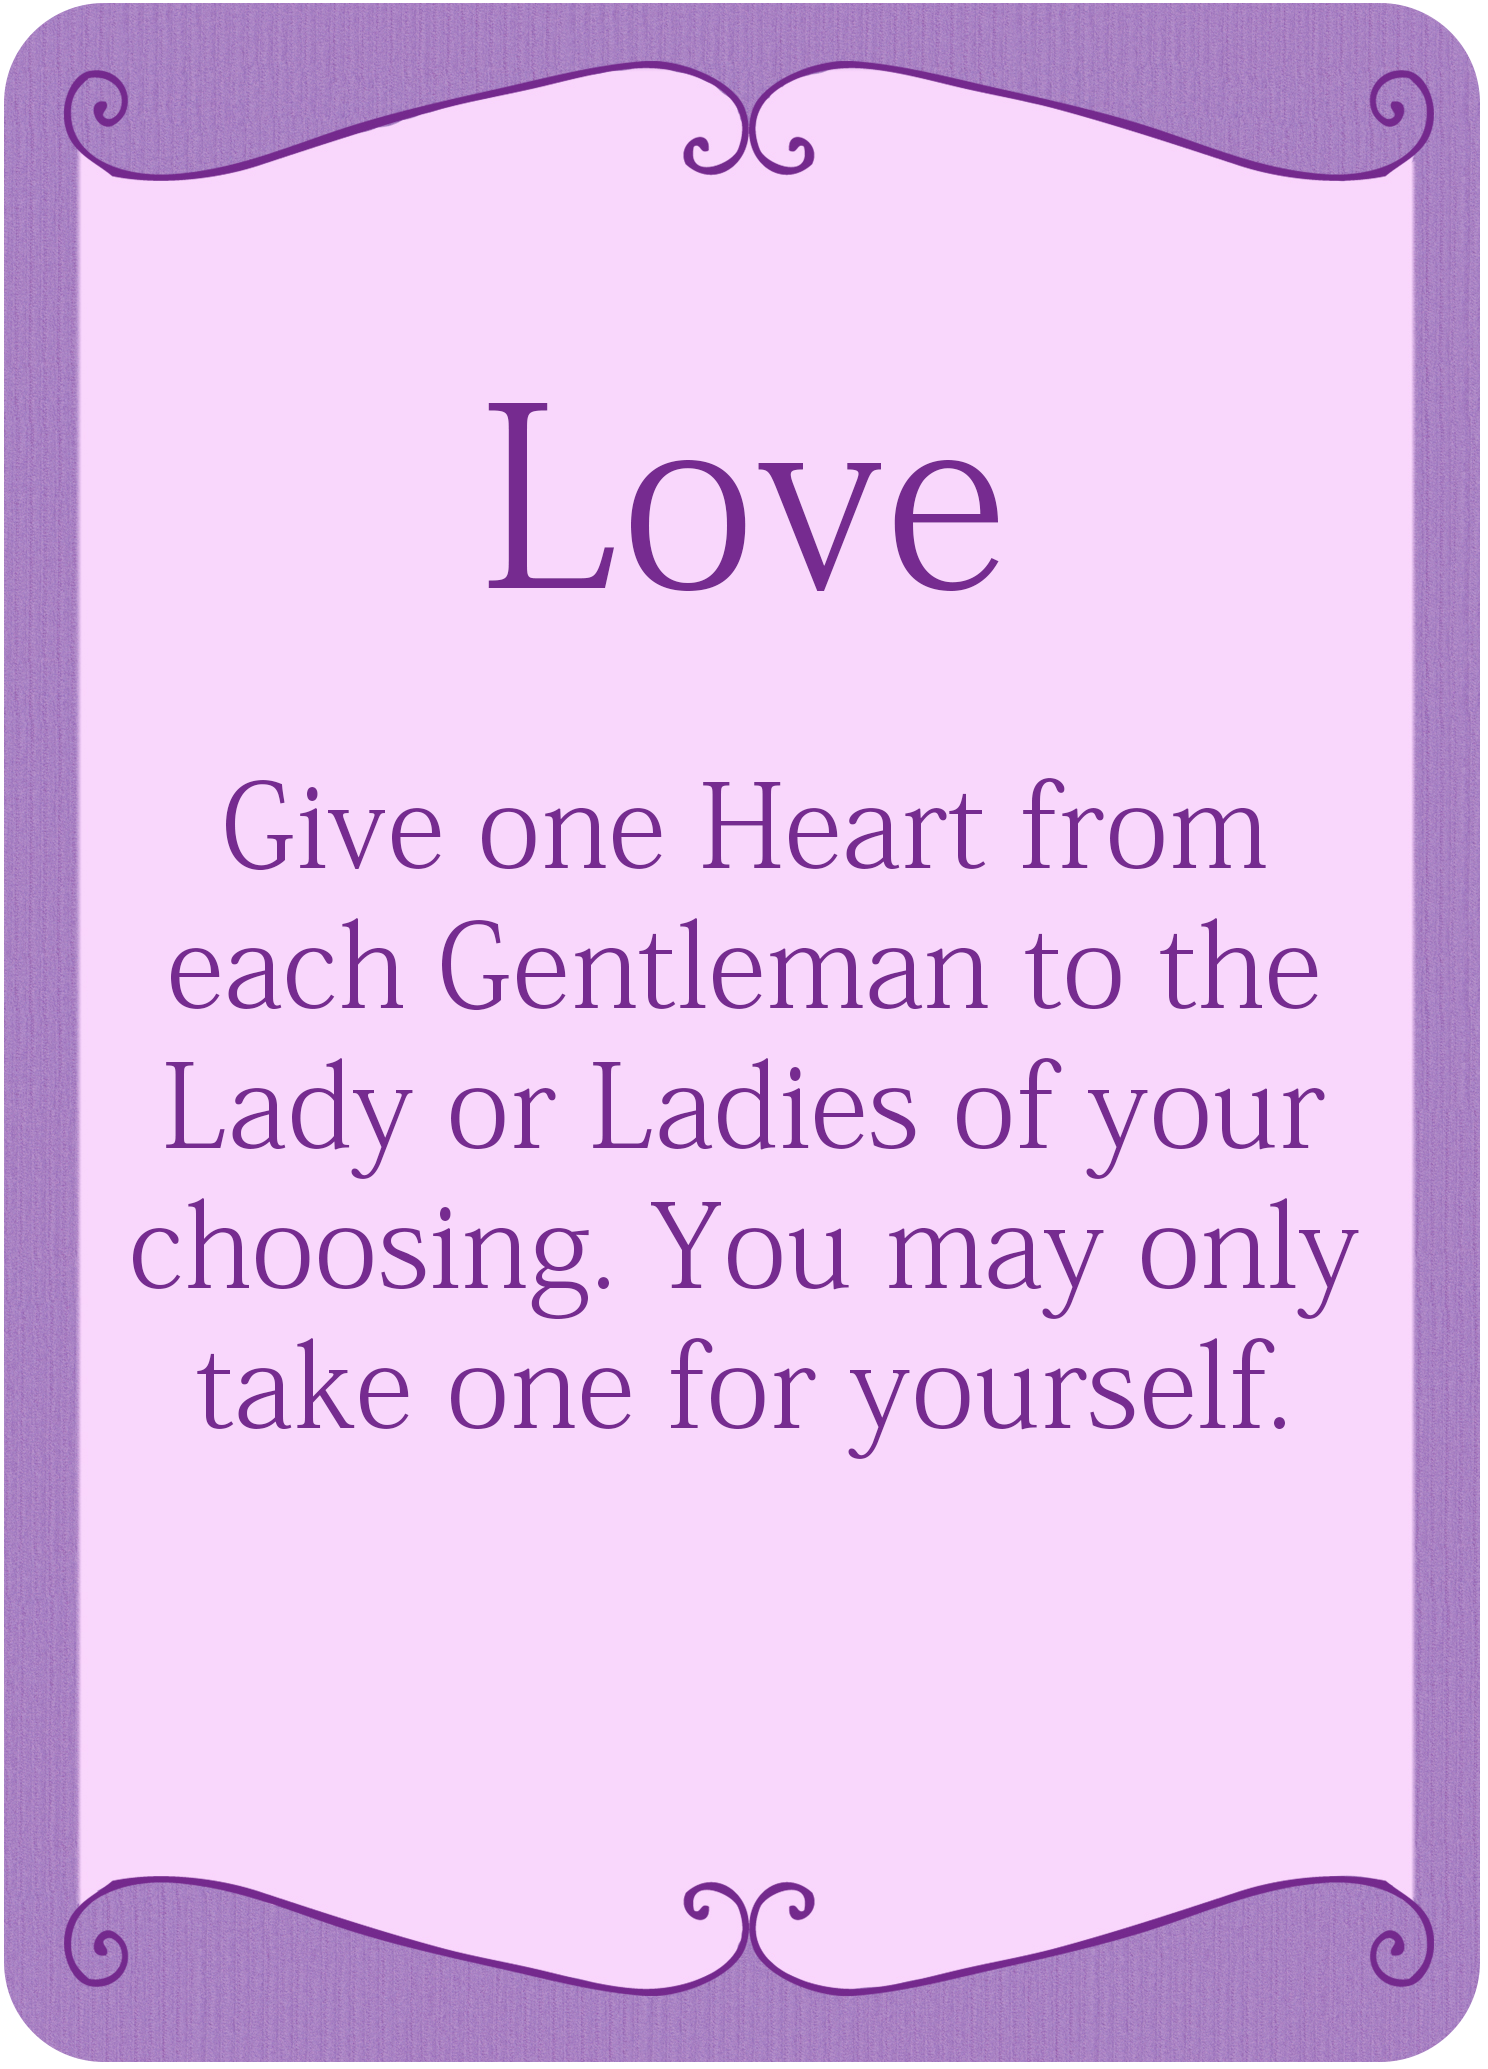 Love
Give one Heart from
each Gentleman to the
Lady or Ladies of your
choosing. You may only
take one for yourself.